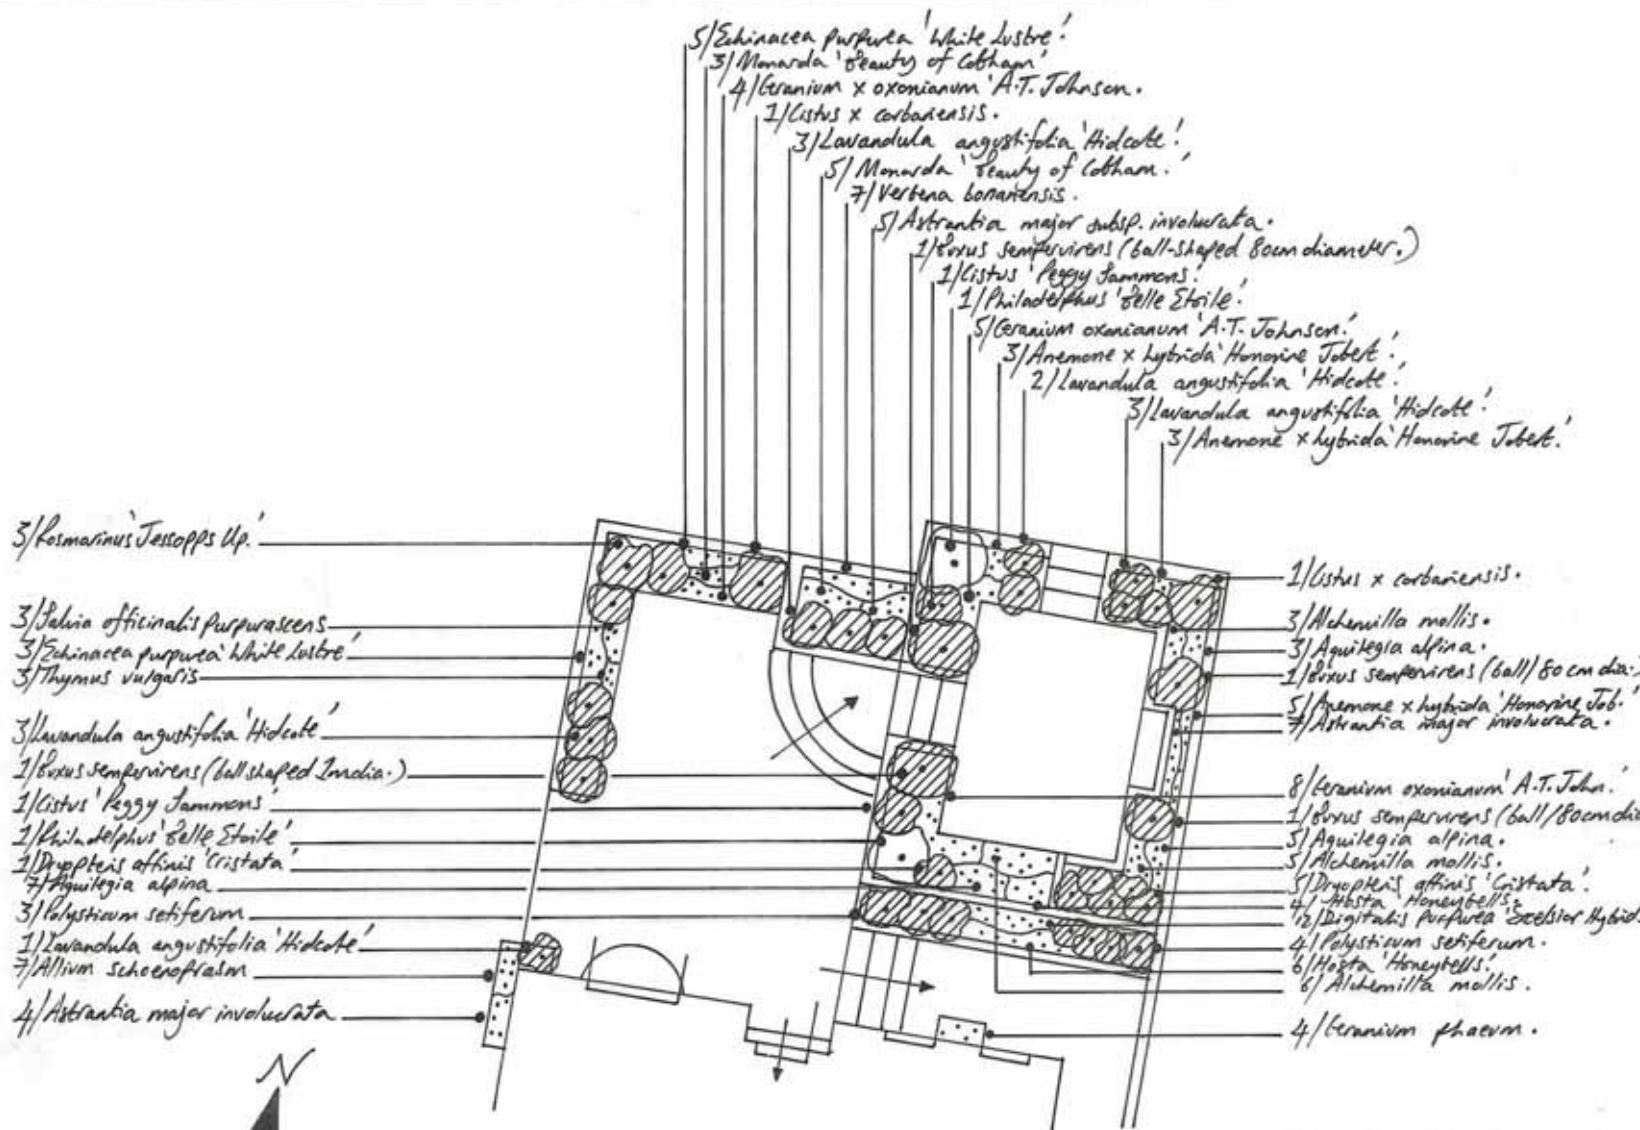 5/Echinacea purpurea 'White Lustre'.
3/Monarda 'Beauty of Cobham'
4/Geranium x oxonianum 'A.T. Johnson.
1/Cistus x corbariensis.
3/Lavandula angustifolia 'Hidcote'.
5/Monarda 'Beauty of Cobham.'
7/Verbena bonariensis.
5/Astrantia major subsp. involucrata.
1/Buxus sempervirens (ball-shaped 80cm diameter.)
1/Cistus 'Peggy Sammons'.
1/Philadelphus 'Belle Etoile'.
5/Geranium oxonianum 'A.T. Johnson.'
3/Anemone x hybrida 'Honorine Jobert'.
2/Lavandula angustifolia 'Hidcote'.
3/Lavandula angustifolia 'Hidcote'.
3/Anemone x hybrida 'Honorine Jobert.'
3/Rosmarinus 'Jessopps Up.'
3/Salvia officinalis purpurascens
3/Echinacea purpurea 'White Lustre'
3/Thymus vulgaris
3/Lavandula angustifolia 'Hidcote'
1/Buxus sempervirens (ball shaped 1m dia.)
1/Cistus 'Peggy Sammons'
1/Philadelphus 'Belle Etoile'
1/Dryopteris affinis 'Cristata'
7/Aquilegia alpina
3/Polysticum setiferum
1/Lavandula angustifolia 'Hidcote'
7/Allium schoenoprasm
4/Astrantia major involucrata
1/Cistus x corbariensis.
3/Alchemilla mollis.
3/Aquilegia alpina.
1/Buxus sempervirens (ball/80cm dia.)
5/Anemone x hybrida 'Honorine Job.'
7/Astrantia major involucrata.
8/Geranium oxonianum 'A.T. John.'
1/Buxus sempervirens (ball/80cm dia
5/Aquilegia alpina.
5/Alchemilla mollis.
5/Dryopteris affinis 'Cristata'.
4/Hosta 'Honeybells'.
12/Digitalis purpurea 'Excelsior Hybrid.
4/Polysticum setiferum.
6/Hosta 'Honeybells'.
6/Alchemilla mollis.
4/Geranium phaeum.
N